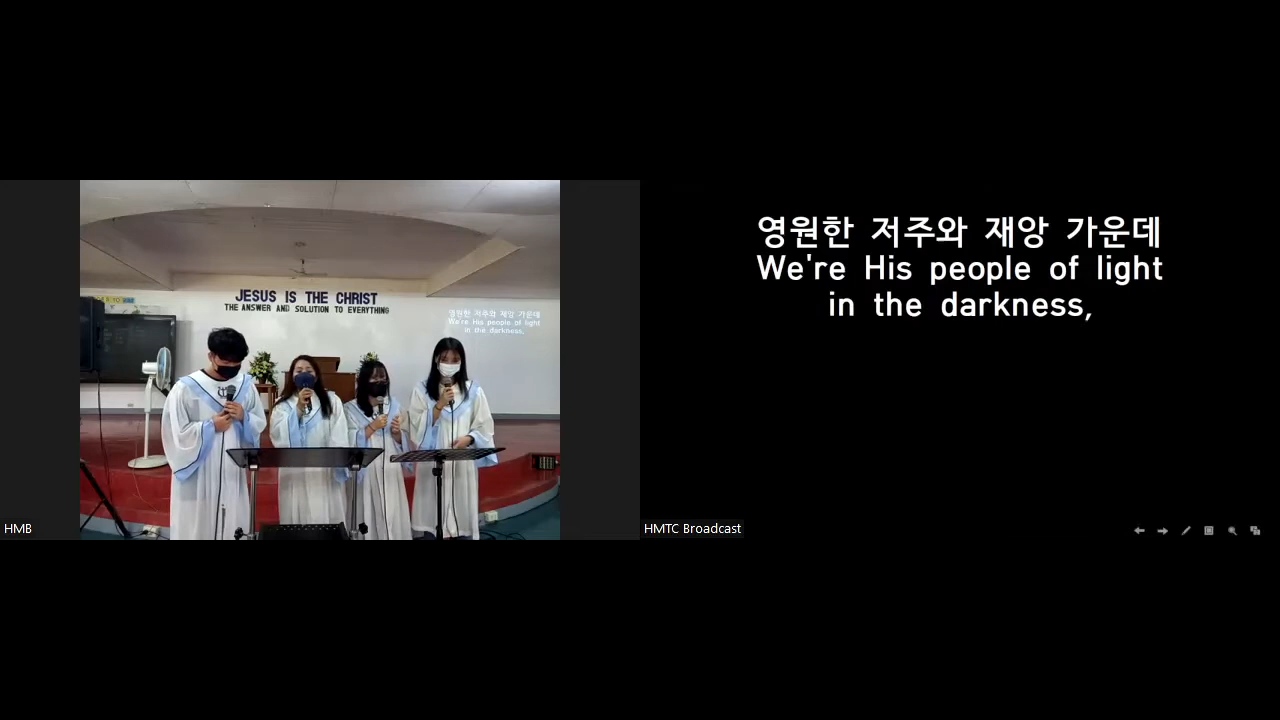 JESUS IS THE CHRIST
THE ANSWER AND SOLUTION TO EVERYTHING
영원한 저주와 재앙 가운데
We're His people of light
in the darkness,
HMB
영원한 저주와 재앙 가운데
We're His people of light
in the darkness,
HMTC Broadcast